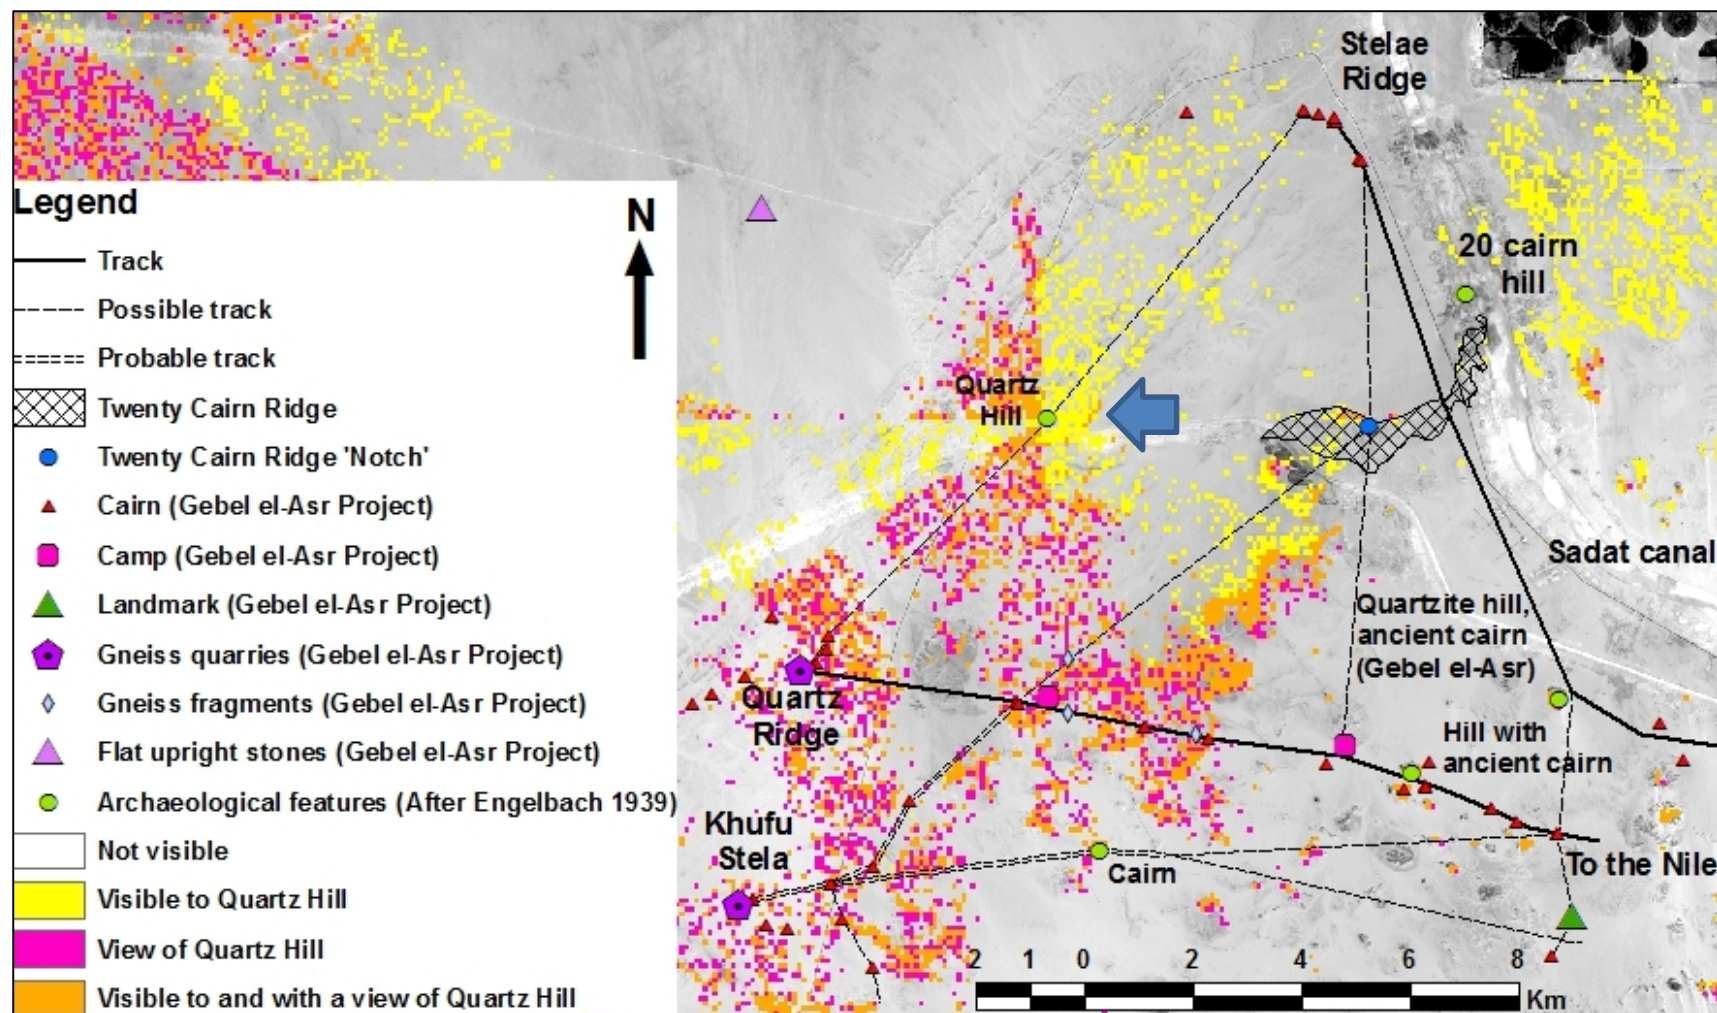 Stelae
Ridge
Legend
N
20 cairn
hill
Track
Possible track
Probable track
Quartz
Hill
Twenty Cairn Ridge
Twenty Cairn Ridge 'Notch'
Cairn (Gebel el-Asr Project)
Camp (Gebel el-Asr Project)
Sadat canal
Landmark (Gebel el-Asr Project)
Quartzite hill,
ancient cairn
(Gebel el-Asr)
Gneiss quarries (Gebel el-Asr Project)
Quartz
Ridge
Gneiss fragments (Gebel el-Asr Project)
Hill with
ancient cairn
Flat upright stones (Gebel el-Asr Project)
Archaeological features (After Engelbach 1939)
Khufu
Stela
Not visible
To the Nile
Cairn
Visible to Quartz Hill
View of Quartz Hill
2 1 0 2 4 6 8
Km
Visible to and with a view of Quartz Hill